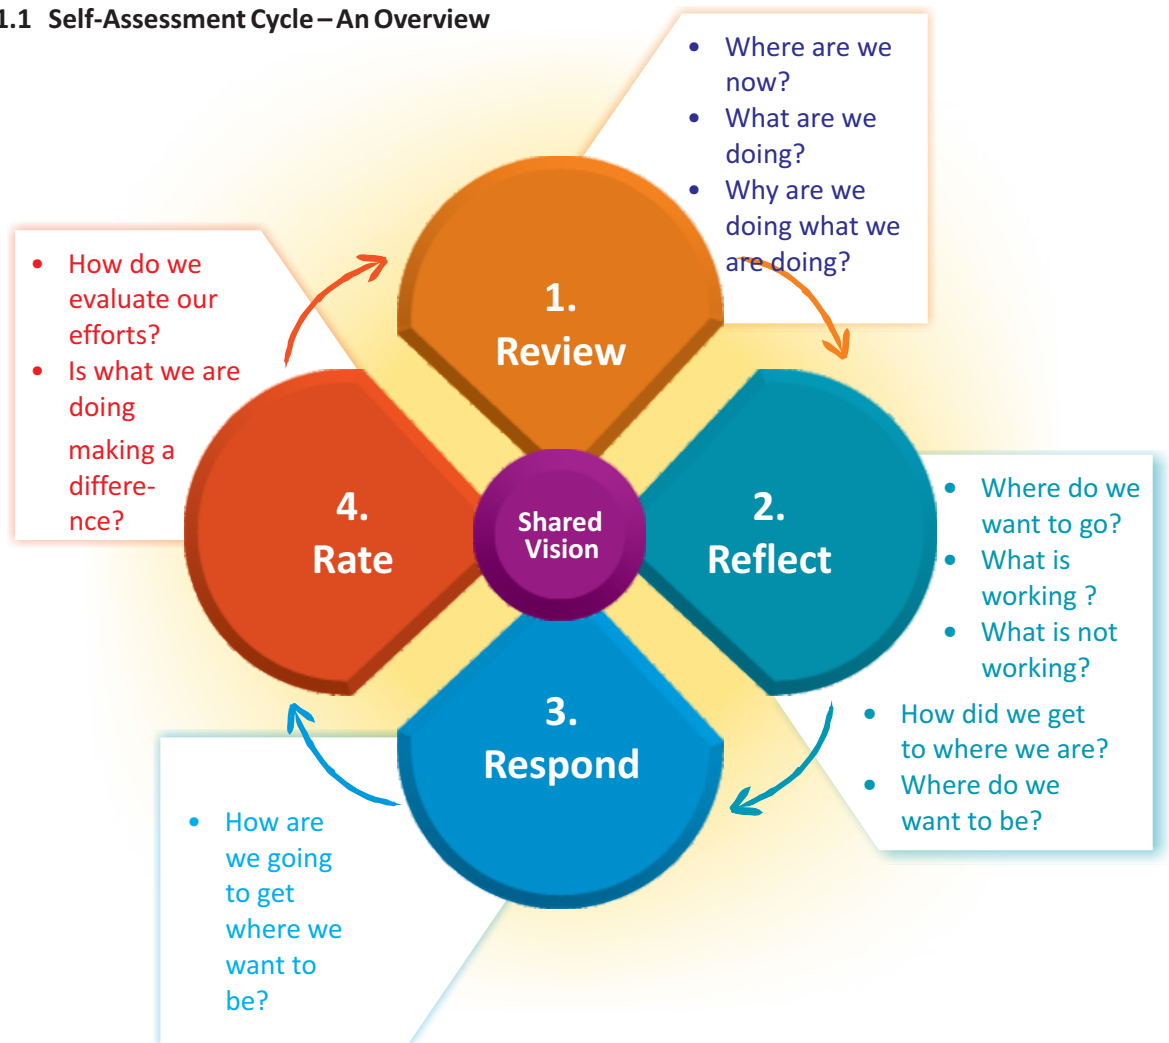 1.1 Self-Assessment Cycle – An Overview
• Where are we
now?
• What are we
doing?
• Why are we
doing what we
are doing?
1.
Review
• How do we
evaluate our
efforts?
• Is what we are
doing
making a
differe-
nce?
4.
Rate
Shared
Vision
2.
Reflect
• Where do we
want to go?
• What is
working ?
• What is not
working?
• How did we get
to where we are?
• Where do we
want to be?
3.
Respond
• How are
we going
to get
where we
want to
be?